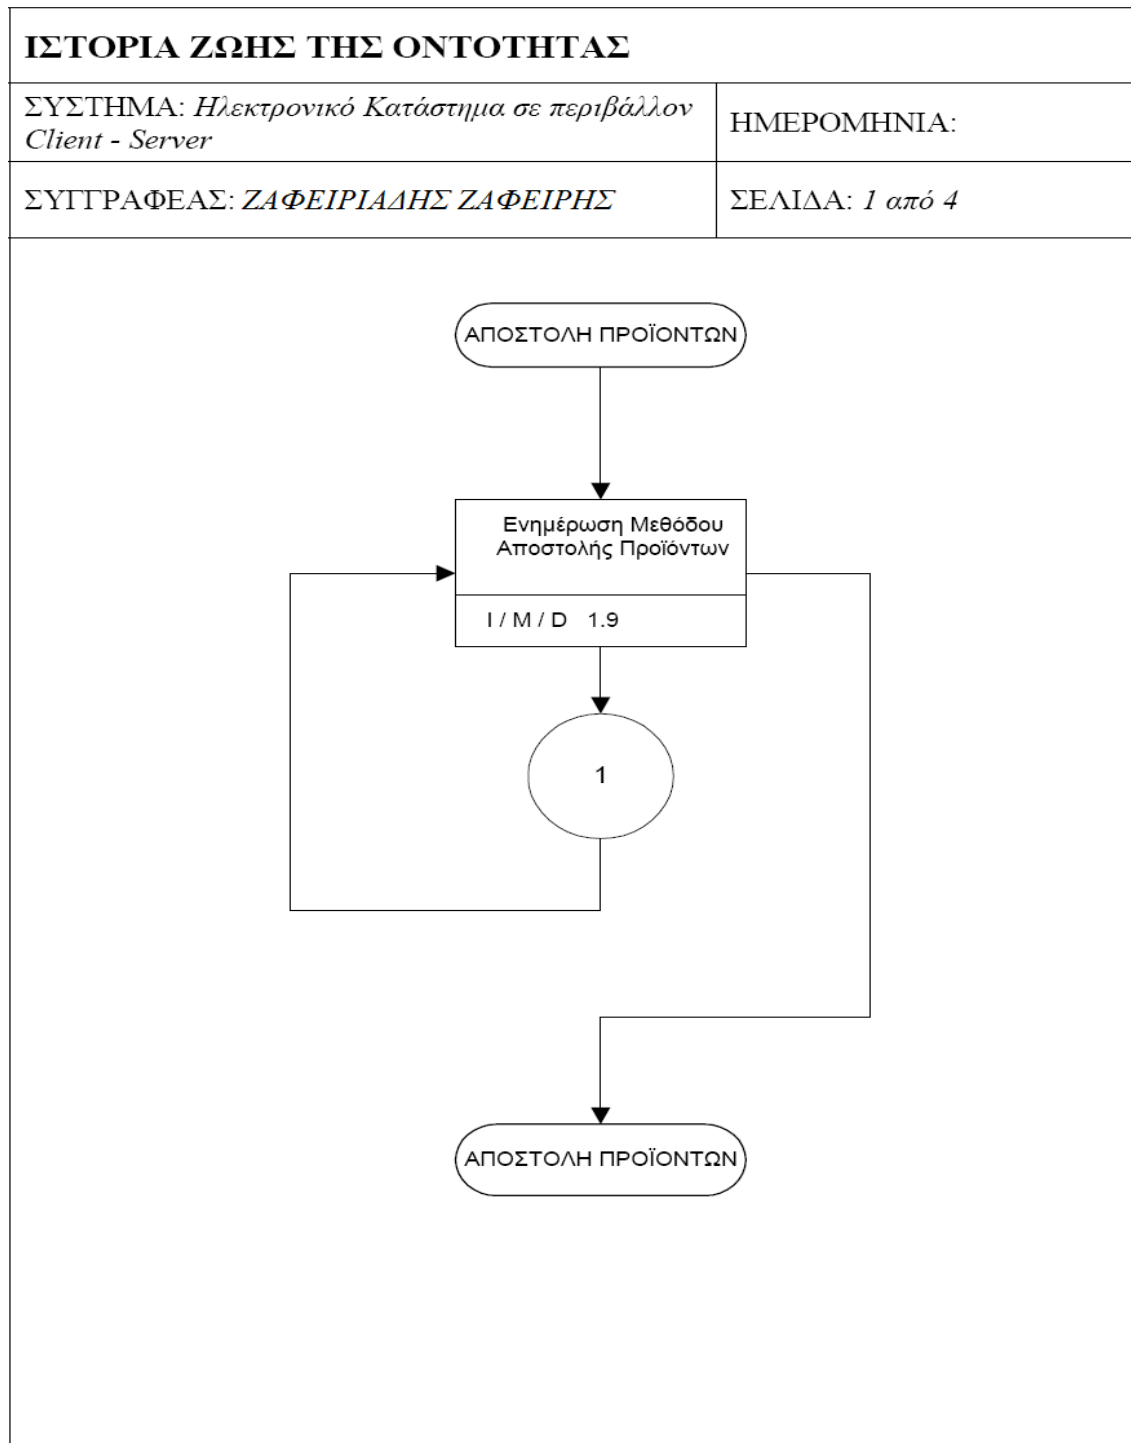 ΙΣΤΟΡΙΑ ΖΩΗΣ ΤΗΣ ΟΝΤΟΤΗΤΑΣ
ΣΥΣΤΗΜΑ: Ηλεκτρονικό Κατάστημα σε περιβάλλον
Client - Server
ΗΜΕΡΟΜΗΝΙΑ:
ΣΥΓΓΡΑΦΕΑΣ: ΖΑΦΕΙΡΙΑΔΗΣ ΖΑΦΕΙΡΗΣ
ΣΕΛΙΔΑ: 1 από 4
ΑΠΟΣΤΟΛΗ ΠΡΟΪΟΝΤΩΝ
Ενημέρωση Μεθόδου
Αποστολής Προϊόντων
I / M / D 1.9
1
ΑΠΟΣΤΟΛΗ ΠΡΟΪΟΝΤΩΝ